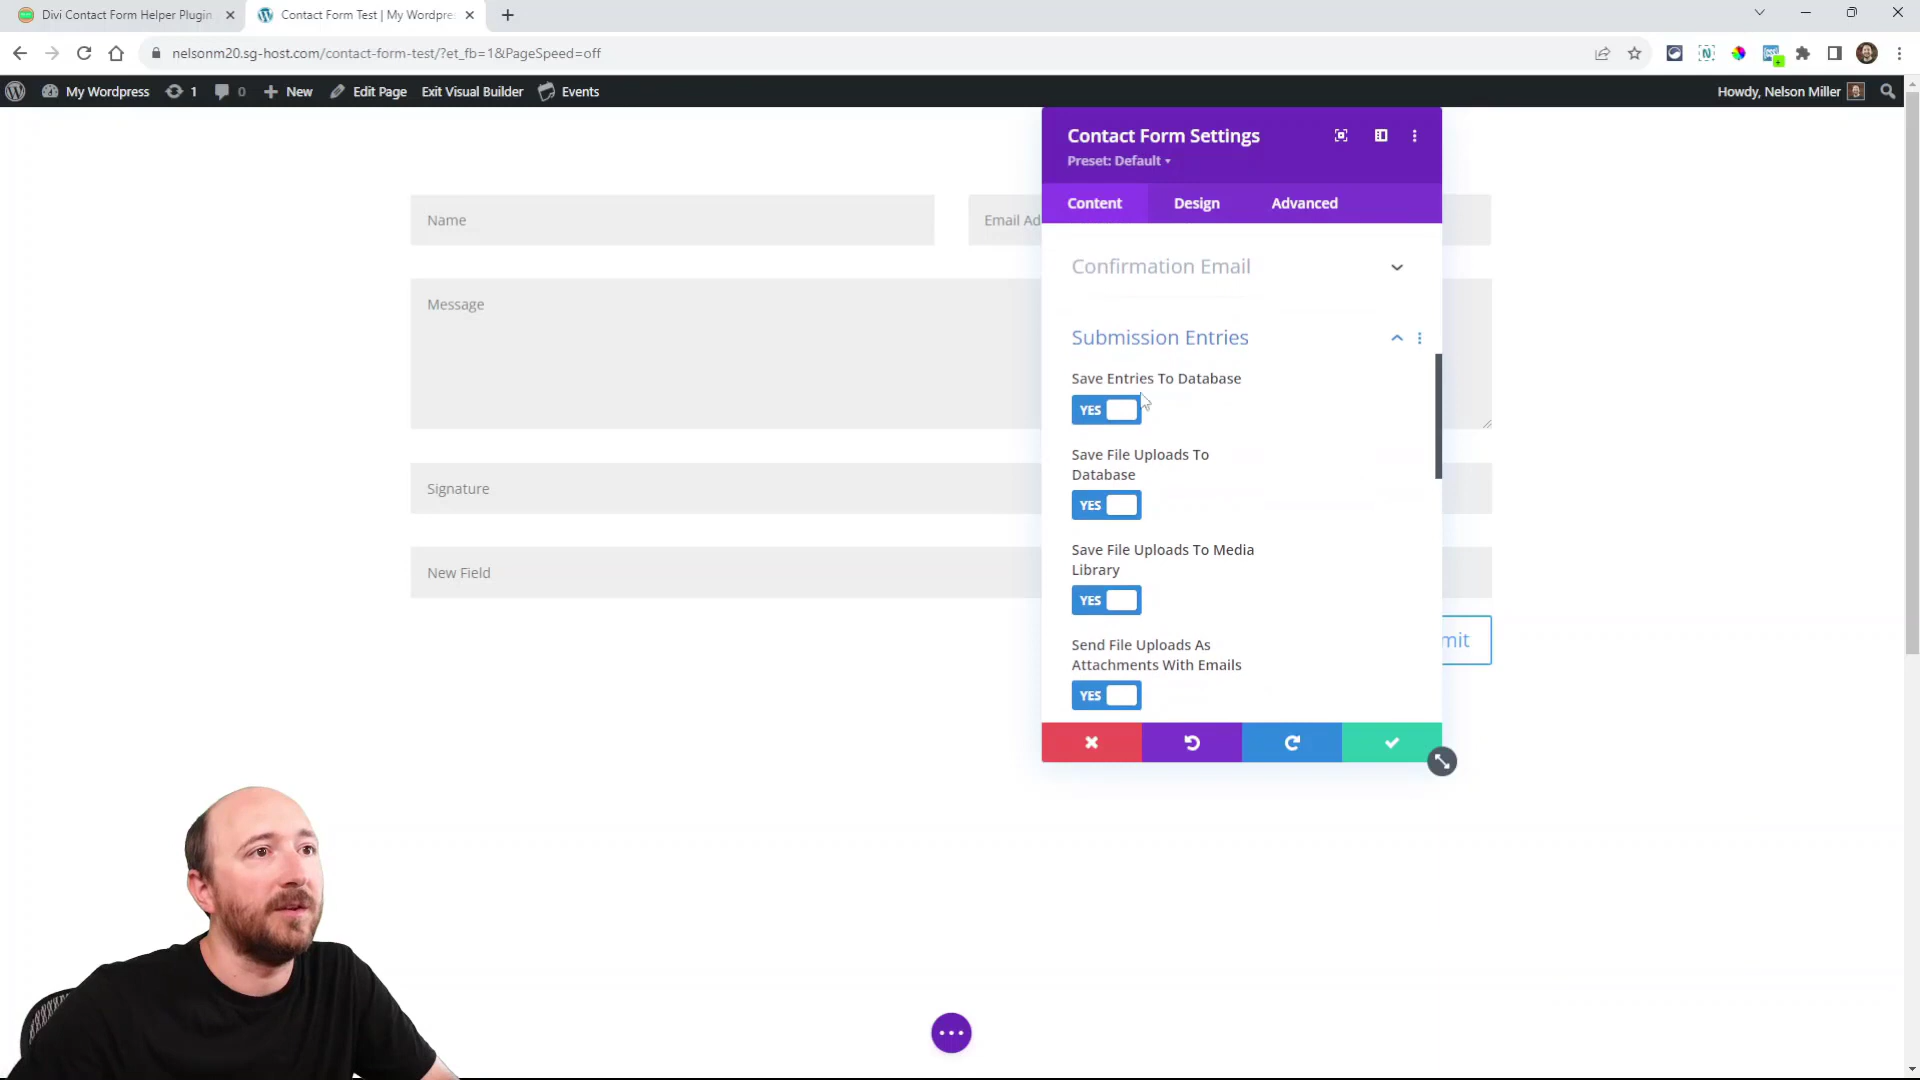 Divi Contact Form Helper Plugin
Contact Form Test | My Wordpre
nelsonm20.sg-host.com/contact-form-test/?et_fb=1&PageSpeed=off
My Wordpress
1
0
New
Edit Page
Exit Visual Builder
Events
Howdy, Nelson Miller
Contact Form Settings
Preset: Default
Content
Design
Advanced
Name
Email Ad
Confirmation Email
Message
Submission Entries
Save Entries To Database
YES
Save File Uploads To
Database
YES
Signature
Save File Uploads To Media
Library
YES
New Field
Send File Uploads As
Attachments With Emails
YES
mit